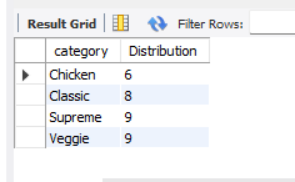 Result Grid Filter Rows:
category Distribution
Chicken 6
Classic 8
Supreme 9
Veggie 9